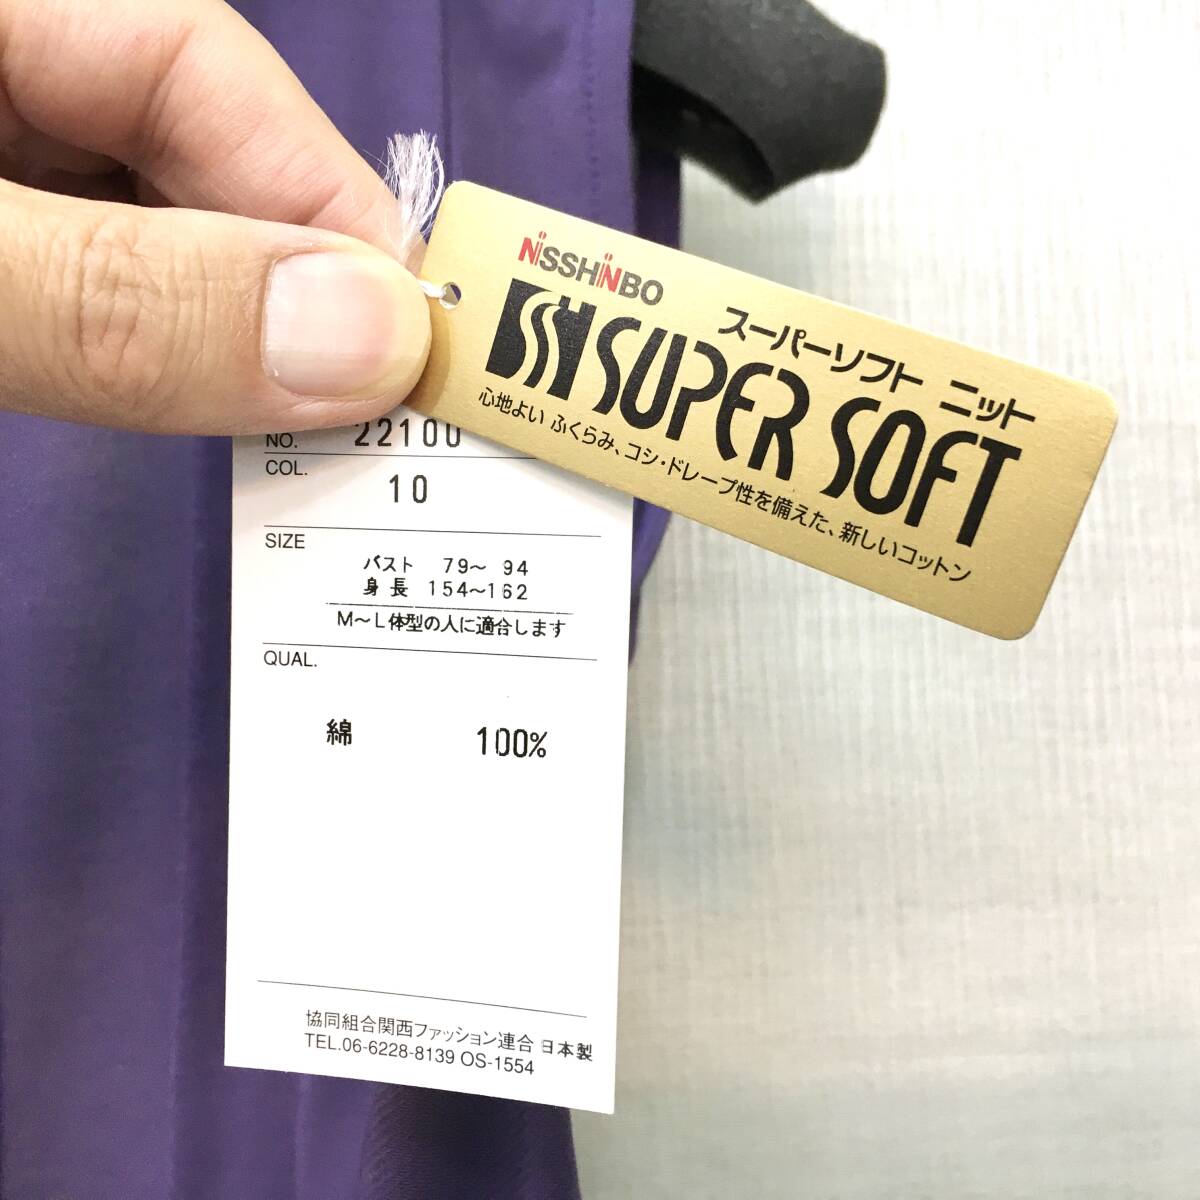 NISSHINBO
スーパーソフト ニット
SUPER SOFT
心地よい ふくらみ、コシ・ドレープ性を備えた、新しいコットン
NO. 22100
COL.
10
SIZE
バスト 79～ 94
身長 154～162
M～L体型の人に適合します
QUAL.
綿 100%
協同組合関西ファッション連合 日本製
TEL.06-6228-8139 OS-1554